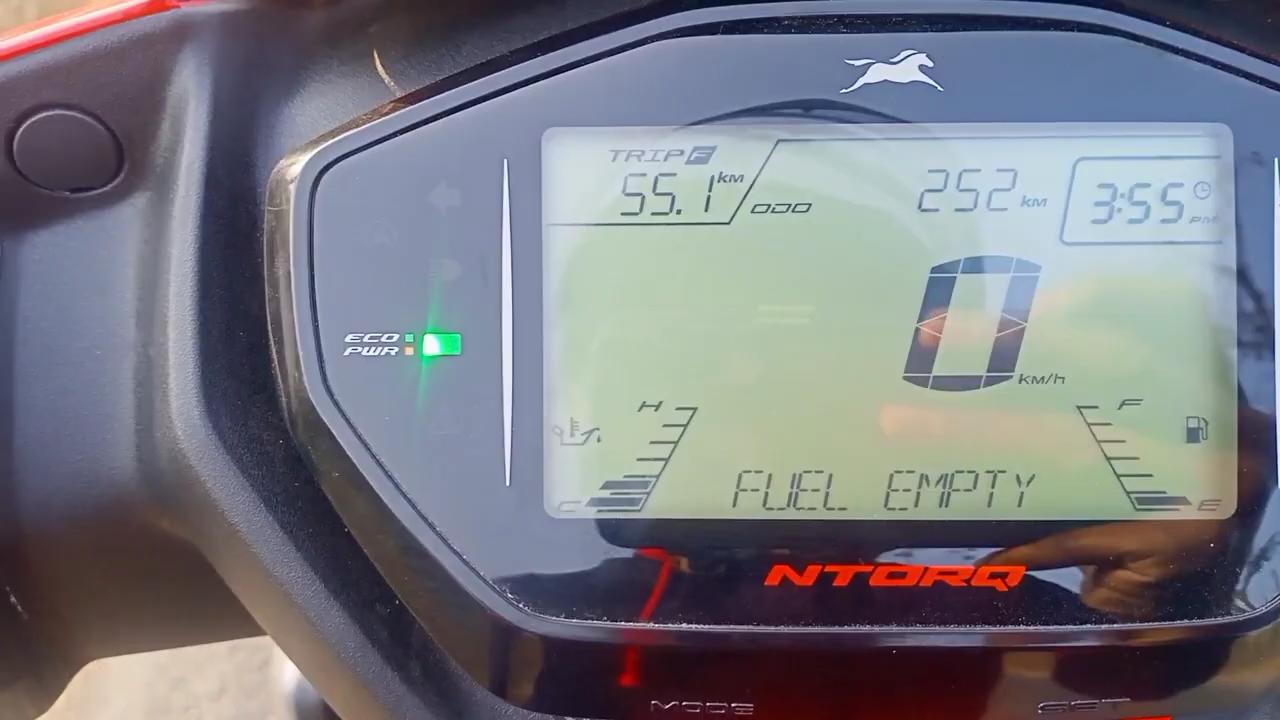 TRIP F
55.1 KM
ODO 252 KM
3:55 PM
ECO
PWR
0 KM/H
H F
FUEL EMPTY
C E
NTORQ
MODE SET